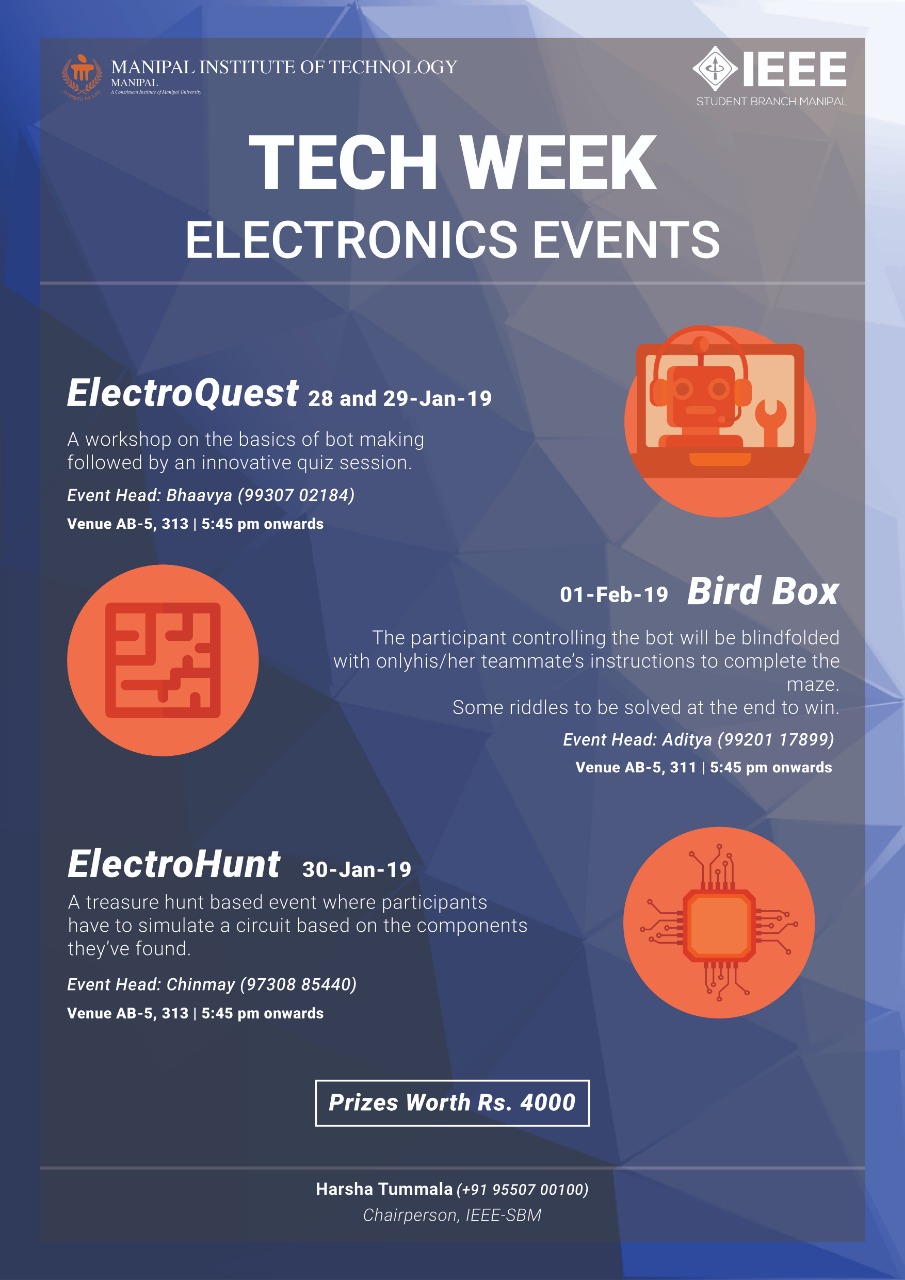 MANIPAL INSTITUTE OF TECHNOLOGY
MANIPAL
A Constituent Institute of Manipal University
IEEE
STUDENT BRANCH MANIPAL
TECH WEEK
ELECTRONICS EVENTS
ElectroQuest 28 and 29-Jan-19
A workshop on the basics of bot making
followed by an innovative quiz session.
Event Head: Bhaavya (99307 02184)
Venue AB-5, 313 | 5:45 pm onwards
01-Feb-19 Bird Box
The participant controlling the bot will be blindfolded
with onlyhis/her teammate’s instructions to complete the
maze.
Some riddles to be solved at the end to win.
Event Head: Aditya (99201 17899)
Venue AB-5, 311 | 5:45 pm onwards
ElectroHunt 30-Jan-19
A treasure hunt based event where participants
have to simulate a circuit based on the components
they’ve found.
Event Head: Chinmay (97308 85440)
Venue AB-5, 313 | 5:45 pm onwards
Prizes Worth Rs. 4000
Harsha Tummala (+91 95507 00100)
Chairperson, IEEE-SBM